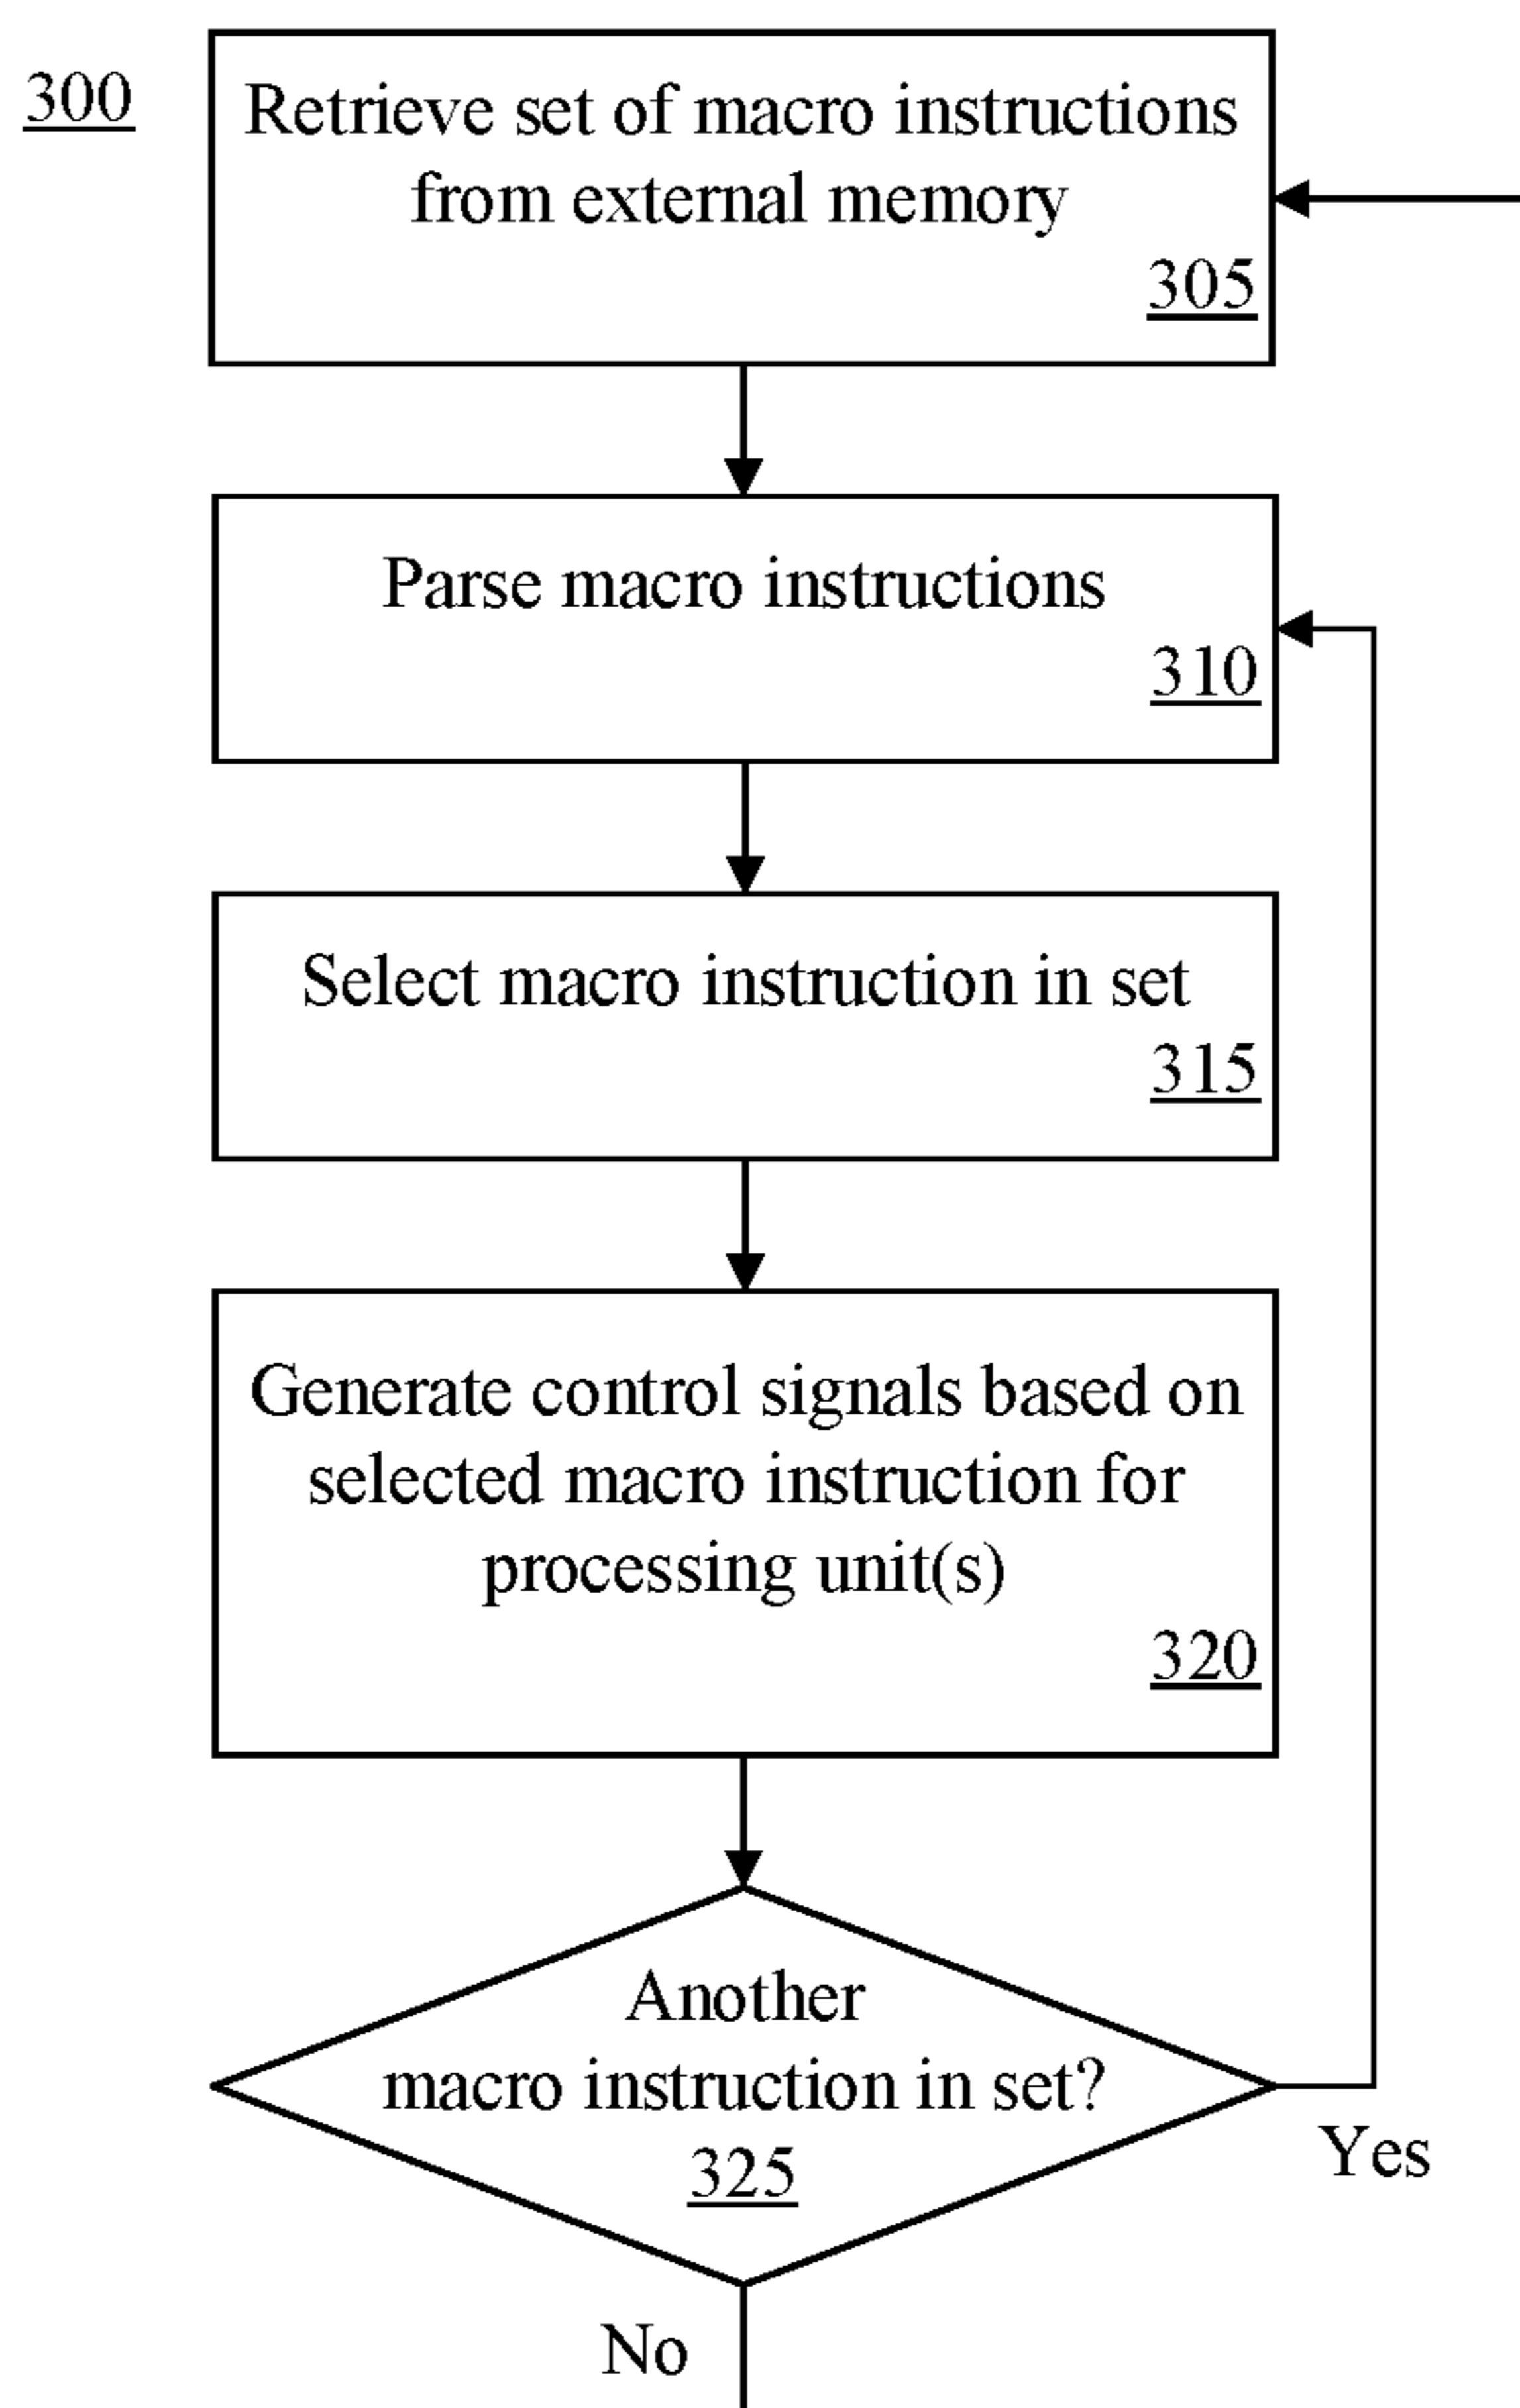 300
Retrieve set of macro instructions
from external memory
305
Parse macro instructions
310
Select macro instruction in set
315
Generate control signals based on
selected macro instruction for
processing unit(s)
320
Another
macro instruction in set?
325
Yes
No